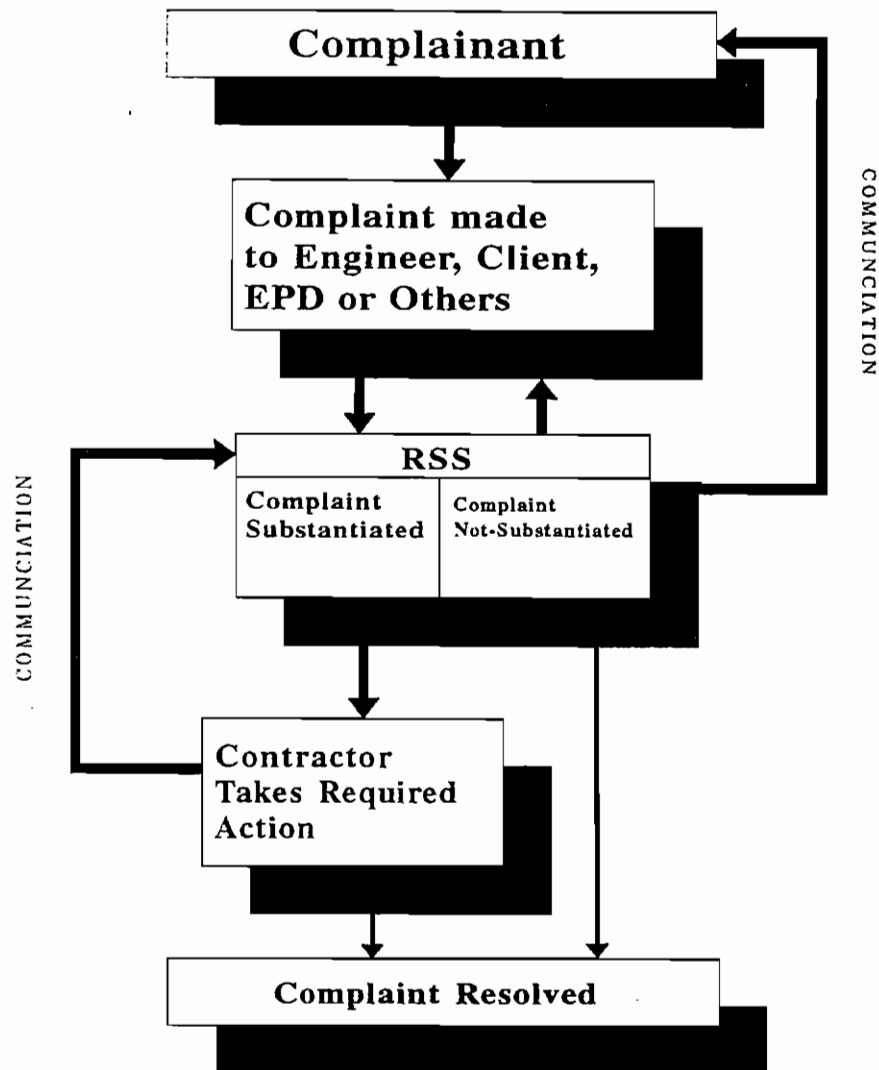 Complainant
Complaint made
to Engineer, Client,
EPD or Others
COMMUNCIATION
RSS
Complaint
Substantiated
Complaint
Not-Substantiated
COMMUNCIATION
Contractor
Takes Required
Action
Complaint Resolved